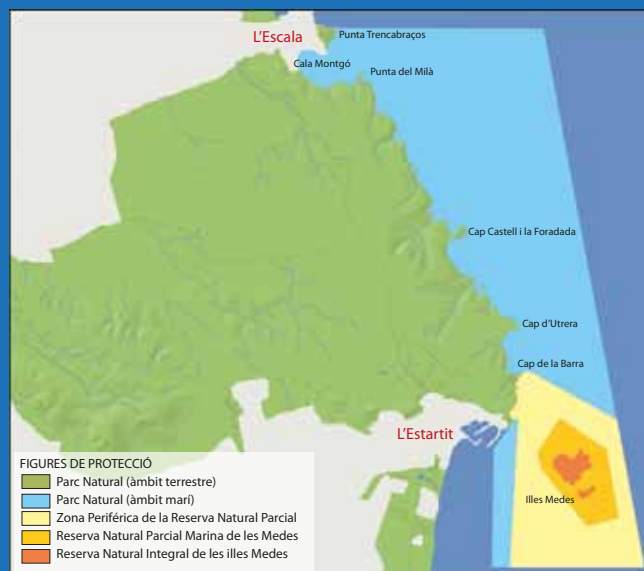 L'Escala
Punta Trencabraços
Cala Montgó
Punta del Milà
Cap Castell i la Foradada
Cap d'Utrera
Cap de la Barra
L'Estartit
Illes Medes
FIGURES DE PROTECCIÓ
Parc Natural (àmbit terrestre)
Parc Natural (àmbit marí)
Zona Periférica de la Reserva Natural Parcial
Reserva Natural Parcial Marina de les Medes
Reserva Natural Integral de les illes Medes